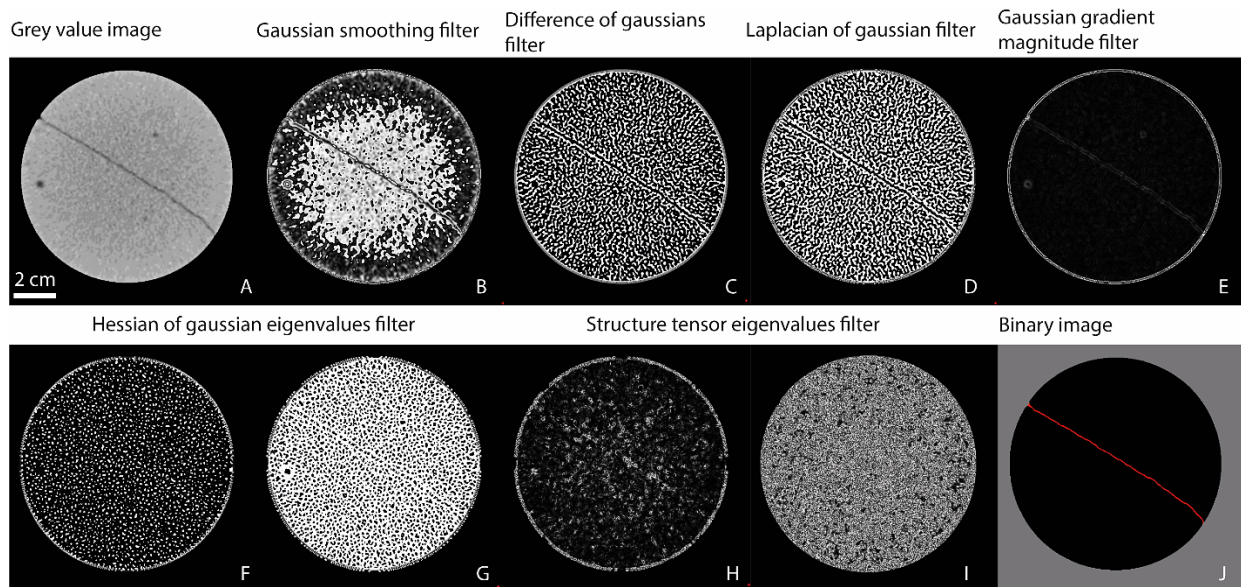 Grey value image
Gaussian smoothing filter
Difference of gaussians
filter
Laplacian of gaussian filter
Gaussian gradient
magnitude filter
2 cm
A
B
C
D
E
Hessian of gaussian eigenvalues filter
Structure tensor eigenvalues filter
Binary image
F
G
H
I
J